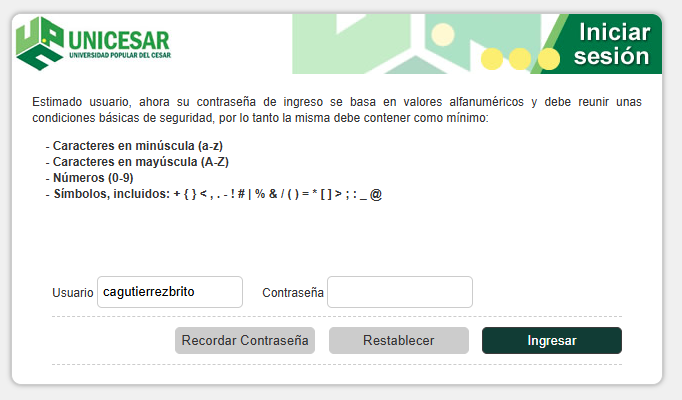 UNICESAR
UNIVERSIDAD POPULAR DEL CESAR
Iniciar
sesión
Estimado usuario, ahora su contraseña de ingreso se basa en valores alfanuméricos y debe reunir unas
condiciones básicas de seguridad, por lo tanto la misma debe contener como mínimo:
- Caracteres en minúscula (a-z)
- Caracteres en mayúscula (A-Z)
- Números (0-9)
- Símbolos, incluidos: + { } < , . - ! # | % & / ( ) = * [ ] > ; : _ @
Usuario cagutierrezbrito Contraseña
Recordar Contraseña Restablecer Ingresar